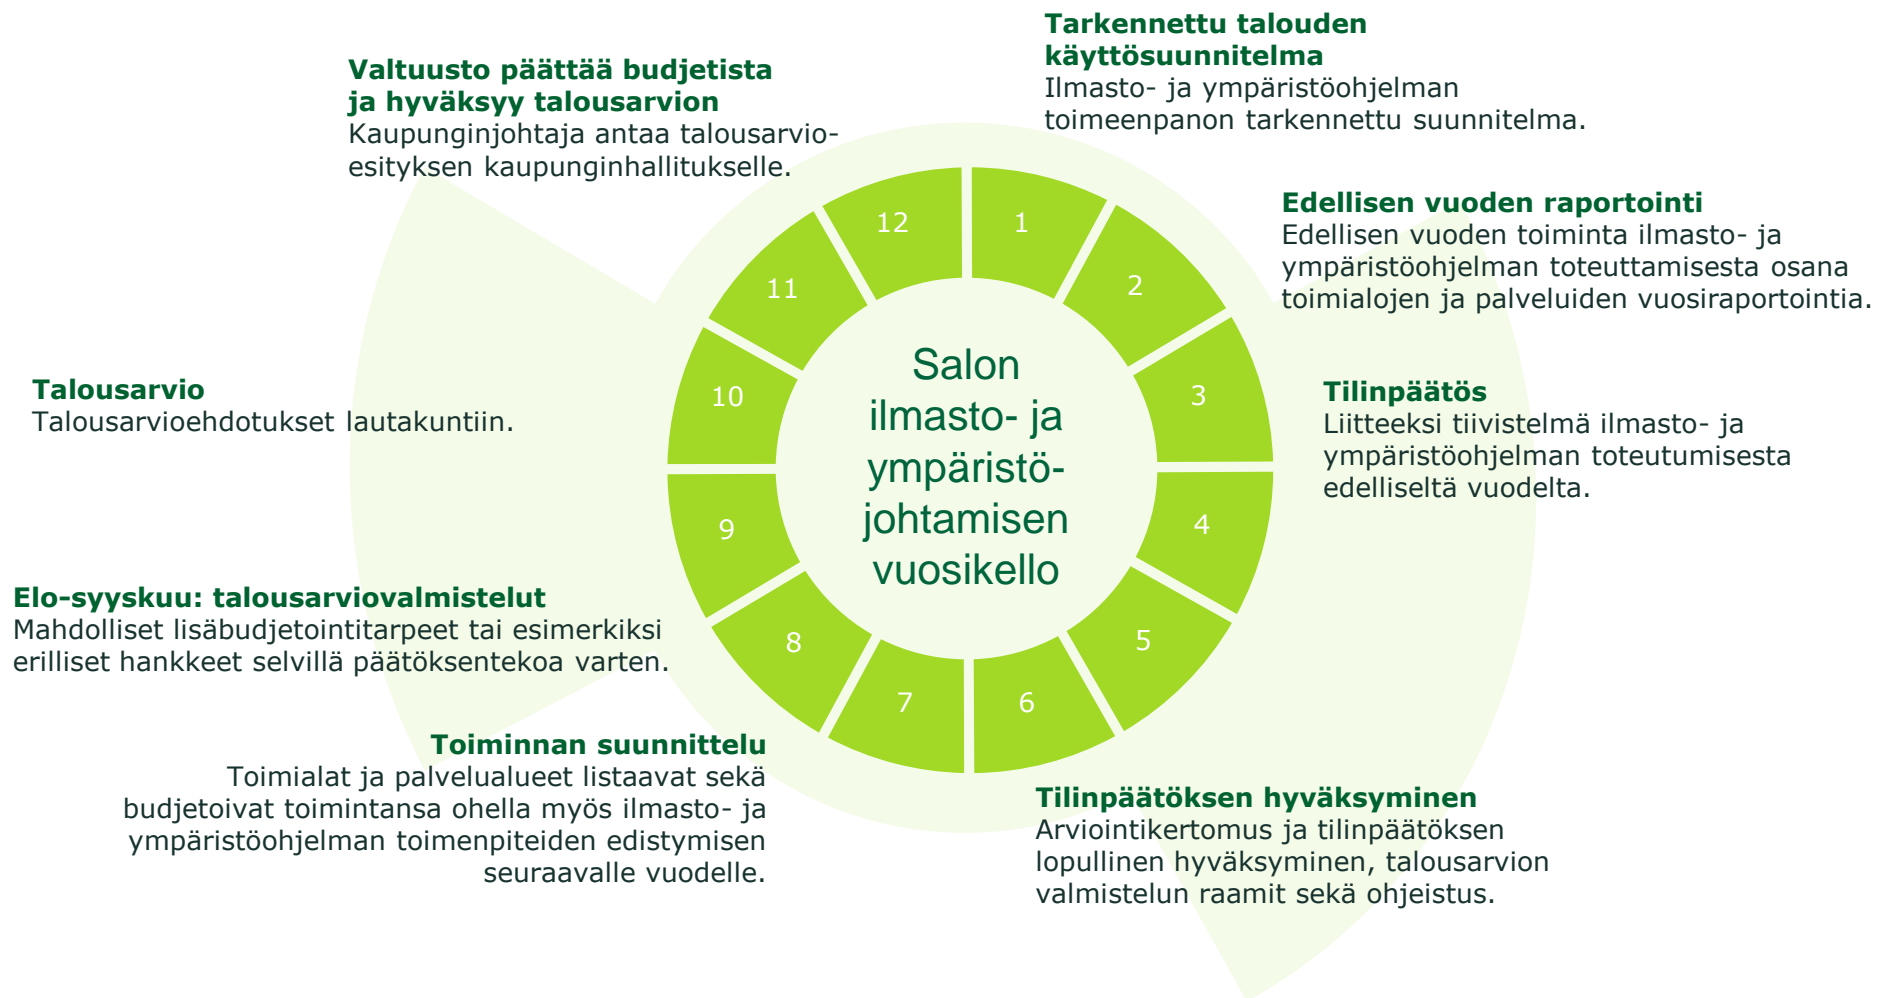 Tarkennettu talouden
käyttösuunnitelma
Ilmasto- ja ympäristöohjelman
toimeenpanon tarkennettu suunnitelma.
Valtuusto päättää budjetista
ja hyväksyy talousarvion
Kaupunginjohtaja antaa talousarvio-
esityksen kaupunginhallitukselle.
Edellisen vuoden raportointi
Edellisen vuoden toiminta ilmasto- ja
ympäristöohjelman toteuttamisesta osana
toimialojen ja palveluiden vuosiraportointia.
12
1
11
2
10
3
9
4
8
5
7
6
Salon
ilmasto- ja
ympäristö-
johtamisen
vuosikello
Talousarvio
Talousarvioehdotukset lautakuntiin.
Tilinpäätös
Liitteeksi tiivistelmä ilmasto- ja
ympäristöohjelman toteutumisesta
edelliseltä vuodelta.
Elo-syyskuu: talousarviovalmistelut
Mahdolliset lisäbudjetointitarpeet tai esimerkiksi
erilliset hankkeet selvillä päätöksentekoa varten.
Toiminnan suunnittelu
Toimialat ja palvelualueet listaavat sekä
budjetoivat toimintansa ohella myös ilmasto- ja
ympäristöohjelman toimenpiteiden edistymisen
seuraavalle vuodelle.
Tilinpäätöksen hyväksyminen
Arviointikertomus ja tilinpäätöksen
lopullinen hyväksyminen, talousarvion
valmistelun raamit sekä ohjeistus.